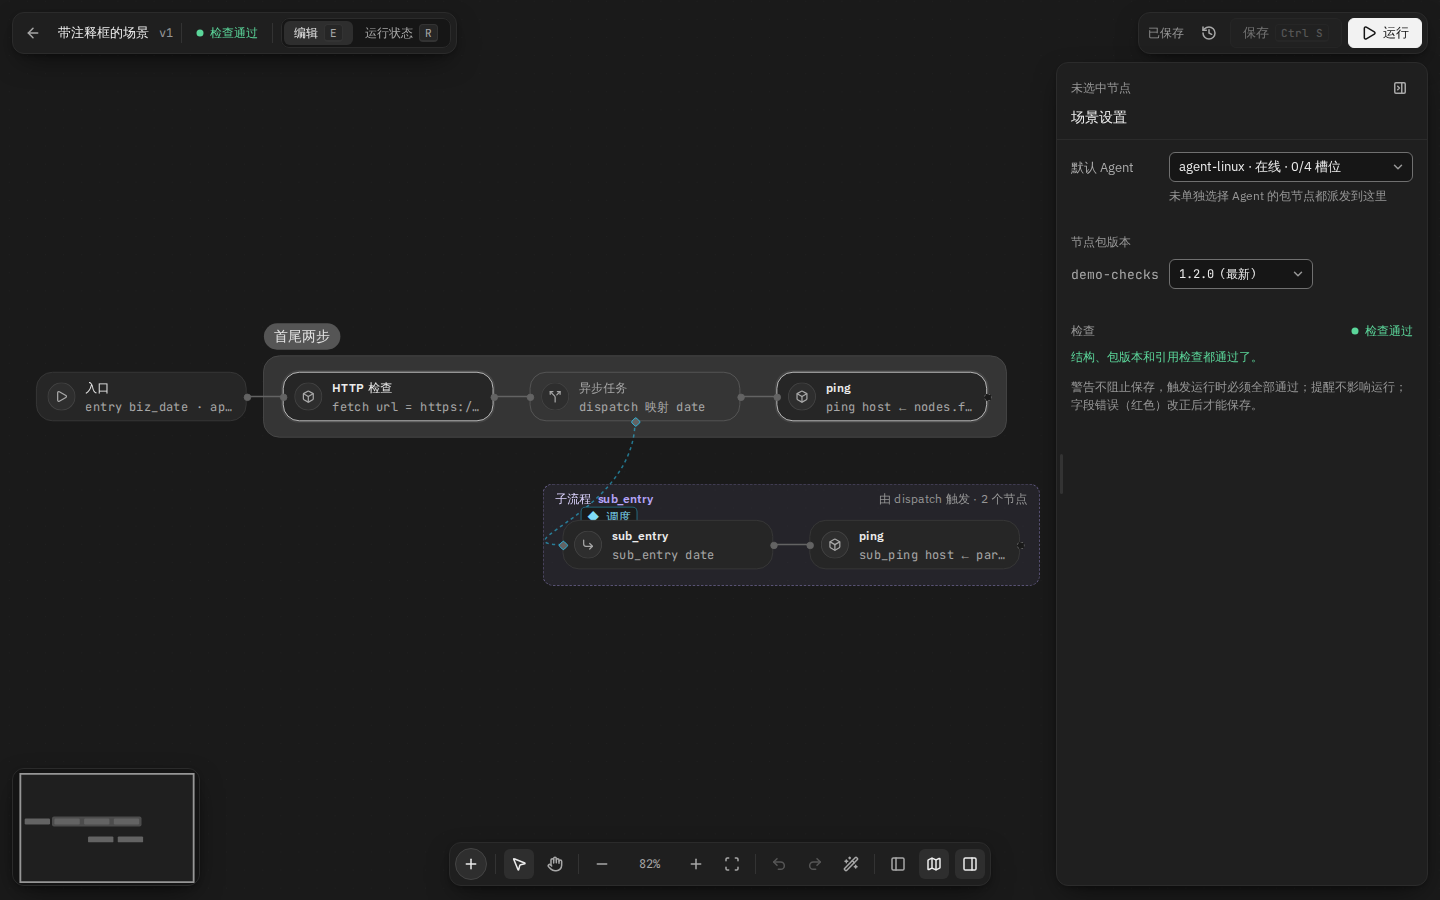 带注释框的场景 v1 检查通过 编辑 E 运行状态 R 已保存 保存 Ctrl S 运行
未选中节点
场景设置
默认 Agent agent-linux · 在线 · 0/4 槽位
未单独选择 Agent 的包节点都派发到这里
节点包版本
demo-checks 1.2.0 (最新)
检查 检查通过
结构、包版本和引用检查都通过了。
警告不阻止保存，触发运行时必须全部通过；提醒不影响运行；
字段错误（红色）改正后才能保存。
首尾两步
入口
entry biz_date · ap…
HTTP 检查
fetch url = https:/…
异步任务
dispatch 映射 date
ping
ping host ← nodes.f…
子流程 sub_entry 由 dispatch 触发 · 2 个节点
调度
sub_entry
sub_entry date
ping
sub_ping host ← par…
82%